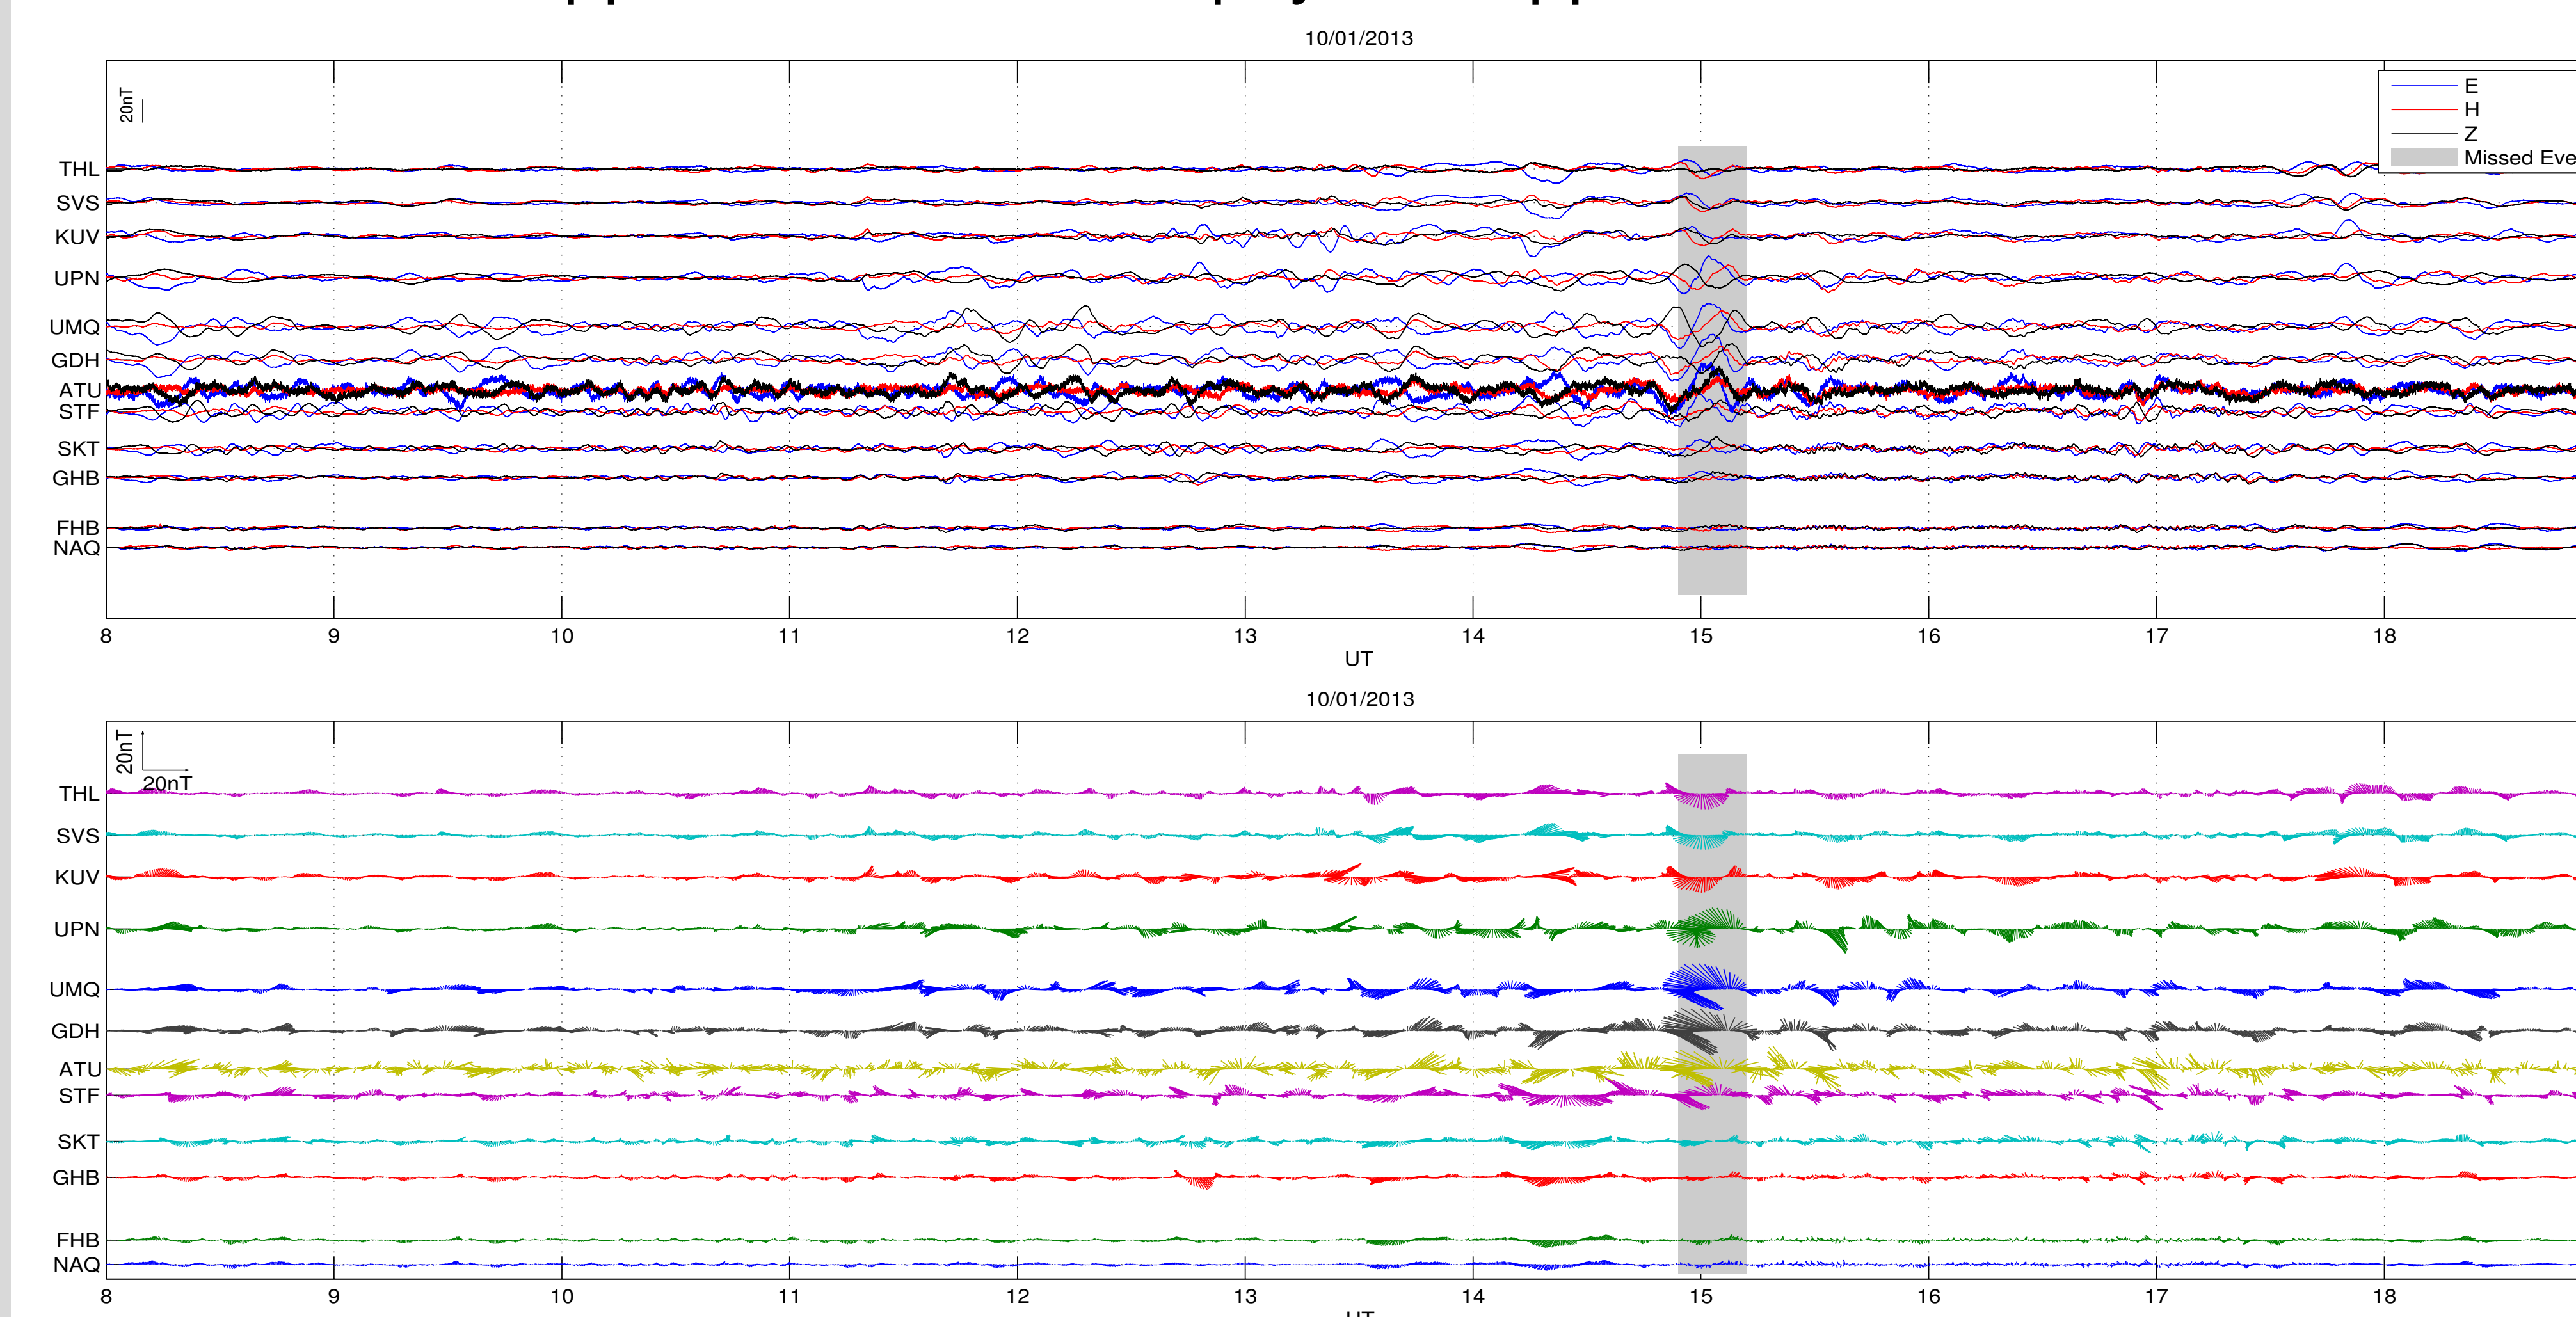 10/01/2013
20nT
E
H
Z
Missed Eve
THL
SVS
KUV
UPN
UMQ
GDH
ATU
STF
SKT
GHB
FHB
NAQ
8 9 10 11 12 13 14 15 16 17 18
UT
10/01/2013
20nT
20nT
THL
SVS
KUV
UPN
UMQ
GDH
ATU
STF
SKT
GHB
FHB
NAQ
8 9 10 11 12 13 14 15 16 17 18
UT